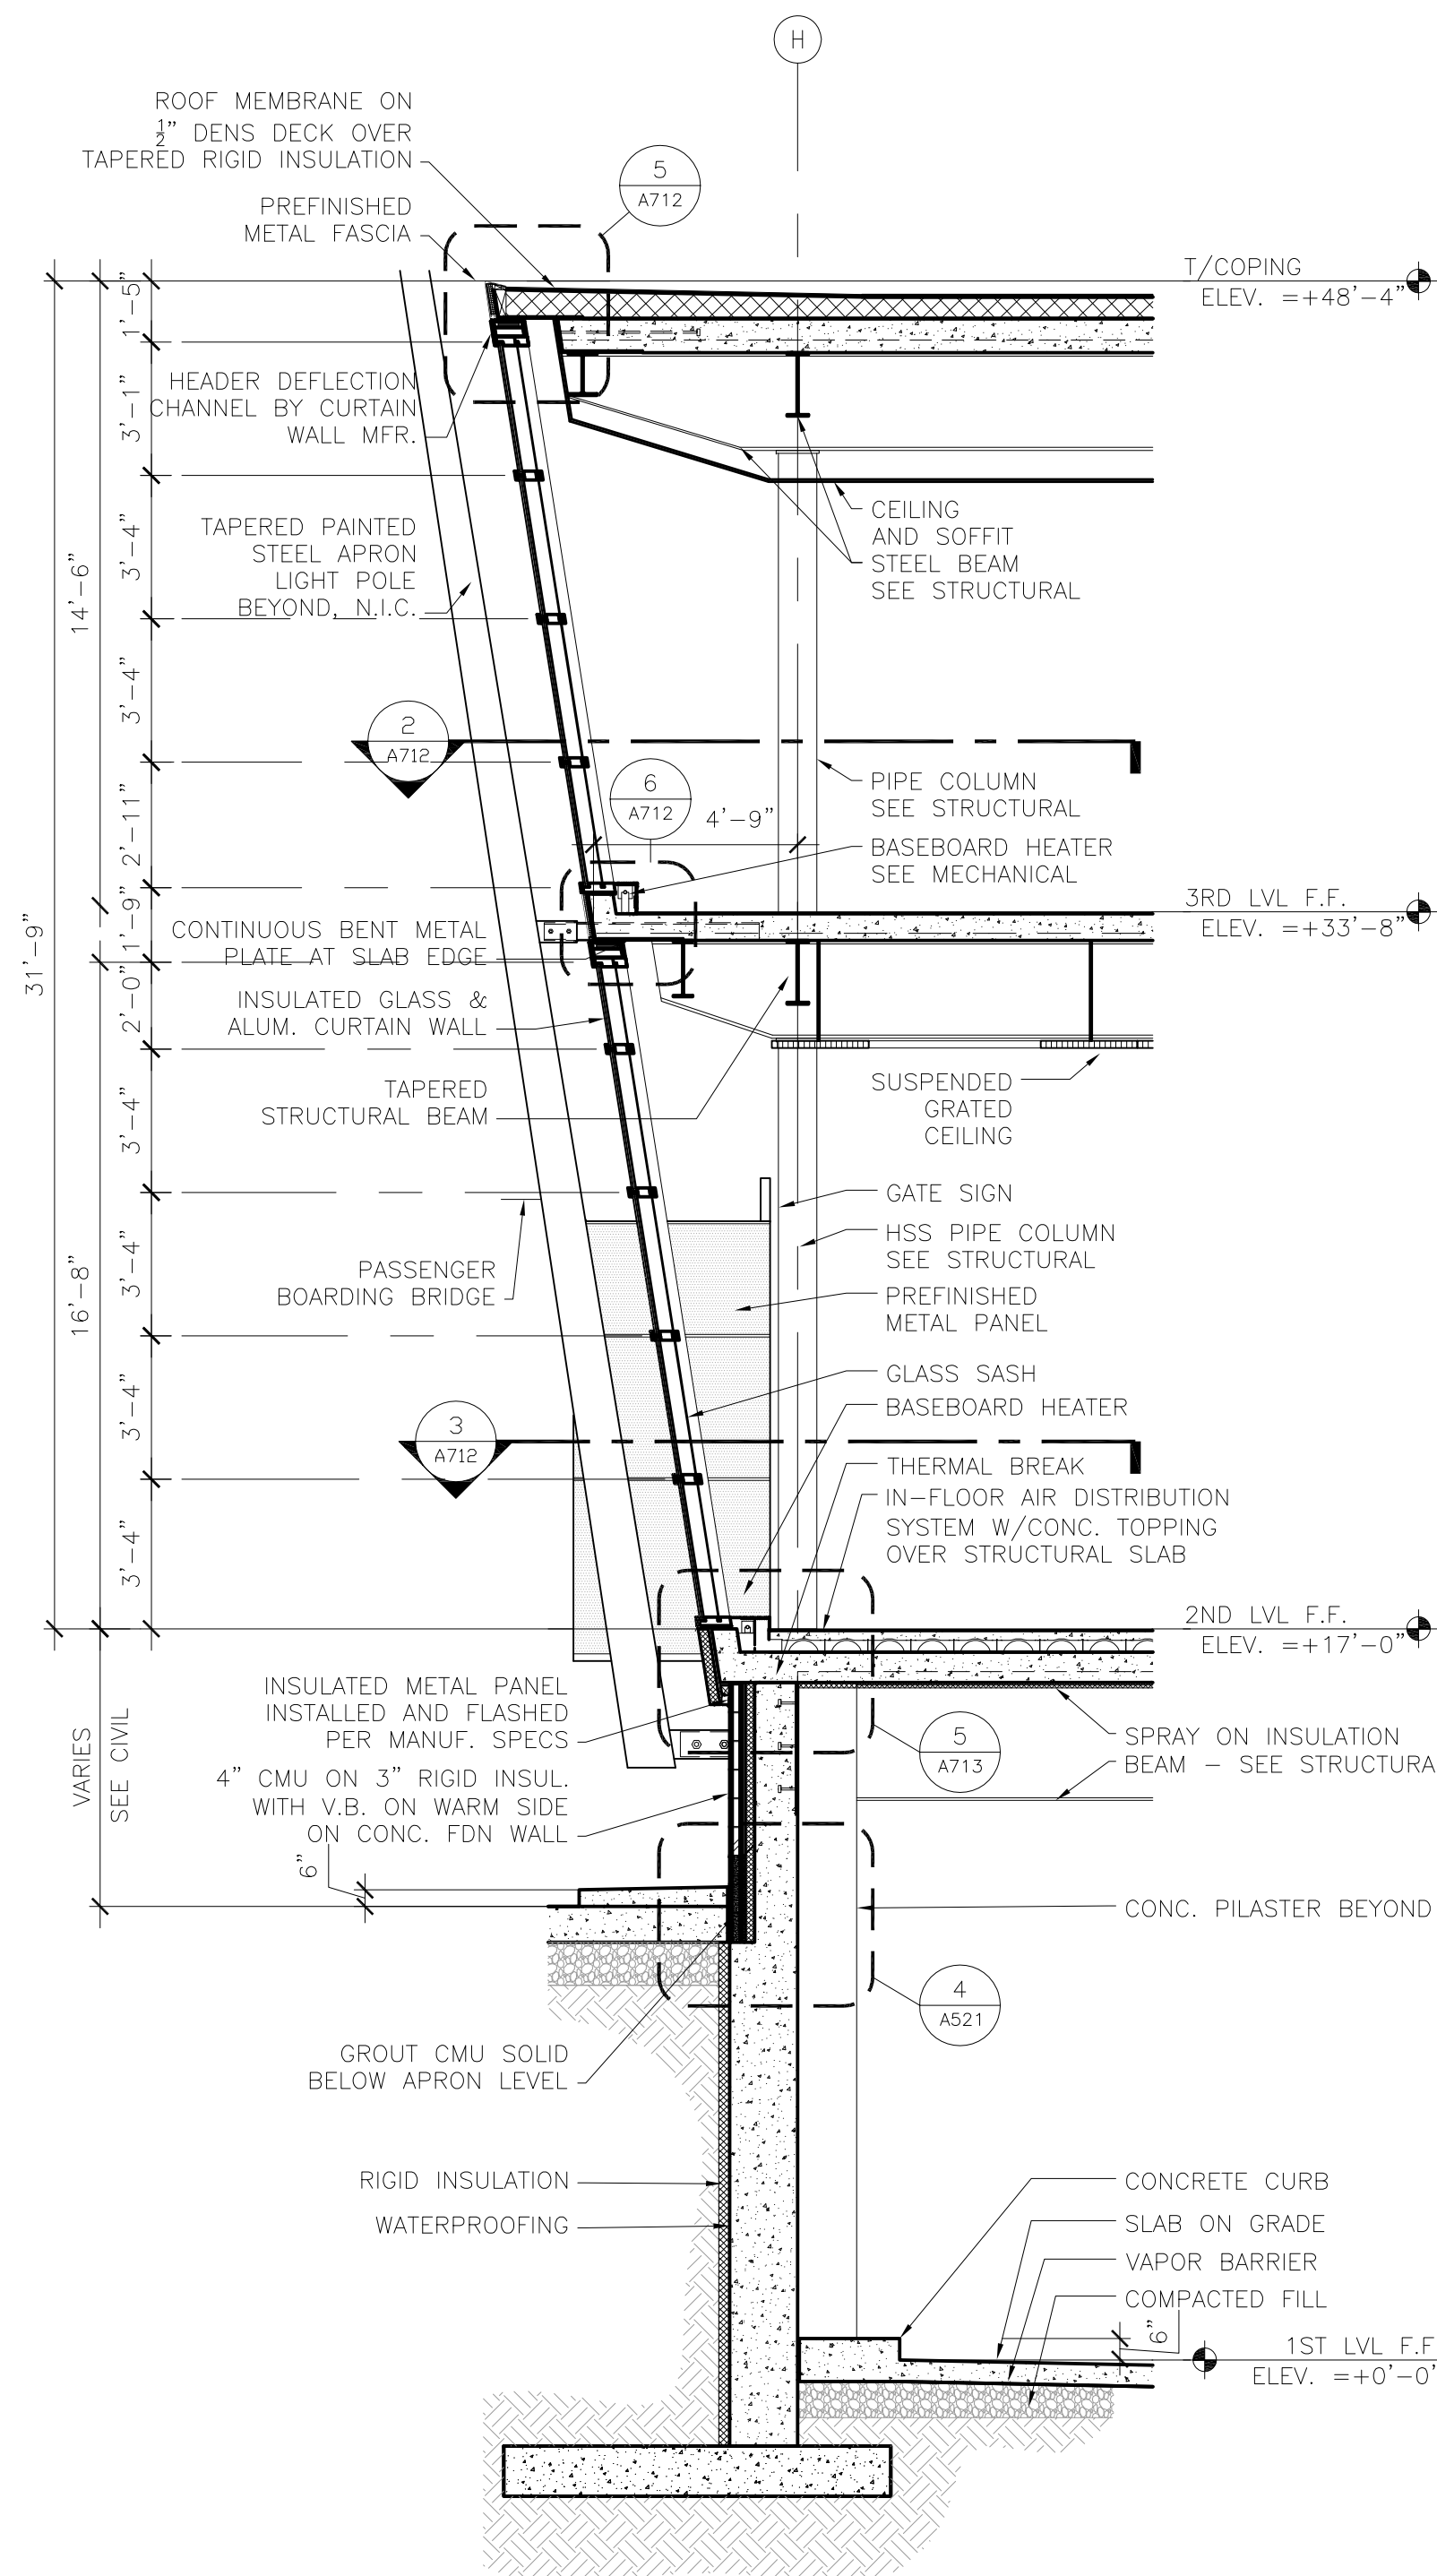 H
ROOF MEMBRANE ON
½” DENS DECK OVER
TAPERED RIGID INSULATION
5
A712
PREFINISHED
METAL FASCIA
T/COPING
ELEV. =+48’-4”
1’-5”
HEADER DEFLECTION
CHANNEL BY CURTAIN
WALL MFR.
3’-1”
CEILING
AND SOFFIT
STEEL BEAM
SEE STRUCTURAL
TAPERED PAINTED
STEEL APRON
LIGHT POLE
BEYOND, N.I.C.
3’-4”
14’-6”
3’-4”
2
A712
6
A712
4’-9”
PIPE COLUMN
SEE STRUCTURAL
2’-11”
BASEBOARD HEATER
SEE MECHANICAL
3RD LVL F.F.
ELEV. =+33’-8”
1’-9”
31’-9”
CONTINUOUS BENT METAL
PLATE AT SLAB EDGE
2’-0”
INSULATED GLASS &
ALUM. CURTAIN WALL
TAPERED
STRUCTURAL BEAM
SUSPENDED
GRATED
CEILING
3’-4”
GATE SIGN
HSS PIPE COLUMN
SEE STRUCTURAL
PASSENGER
BOARDING BRIDGE
3’-4”
16’-8”
PREFINISHED
METAL PANEL
GLASS SASH
BASEBOARD HEATER
3
A712
3’-4”
THERMAL BREAK
IN-FLOOR AIR DISTRIBUTION
SYSTEM W/CONC. TOPPING
OVER STRUCTURAL SLAB
3’-4”
2ND LVL F.F.
ELEV. =+17’-0”
INSULATED METAL PANEL
INSTALLED AND FLASHED
PER MANUF. SPECS
5
A713
SPRAY ON INSULATION
BEAM - SEE STRUCTURA
VARIES
SEE CIVIL
4” CMU ON 3” RIGID INSUL.
WITH V.B. ON WARM SIDE
ON CONC. FDN WALL
6”
CONC. PILASTER BEYOND
4
A521
GROUT CMU SOLID
BELOW APRON LEVEL
RIGID INSULATION
WATERPROOFING
CONCRETE CURB
SLAB ON GRADE
VAPOR BARRIER
COMPACTED FILL
6”
1ST LVL F.F
ELEV. =+0’-0’